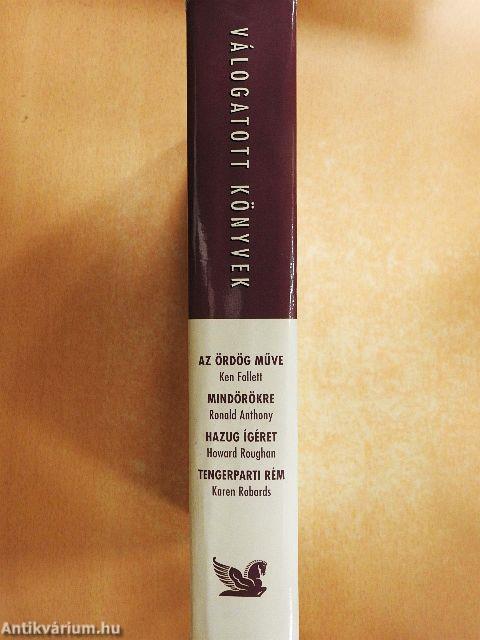 VÁLOGATOTT KÖNYVEK
AZ ÖRDÖG MŰVE
Ken Follett
MINDÖRÖKRE
Ronald Anthony
HAZUG ÍGÉRET
Howard Roughan
TENGERPARTI RÉM
Karen Robards
Antikvárium.hu